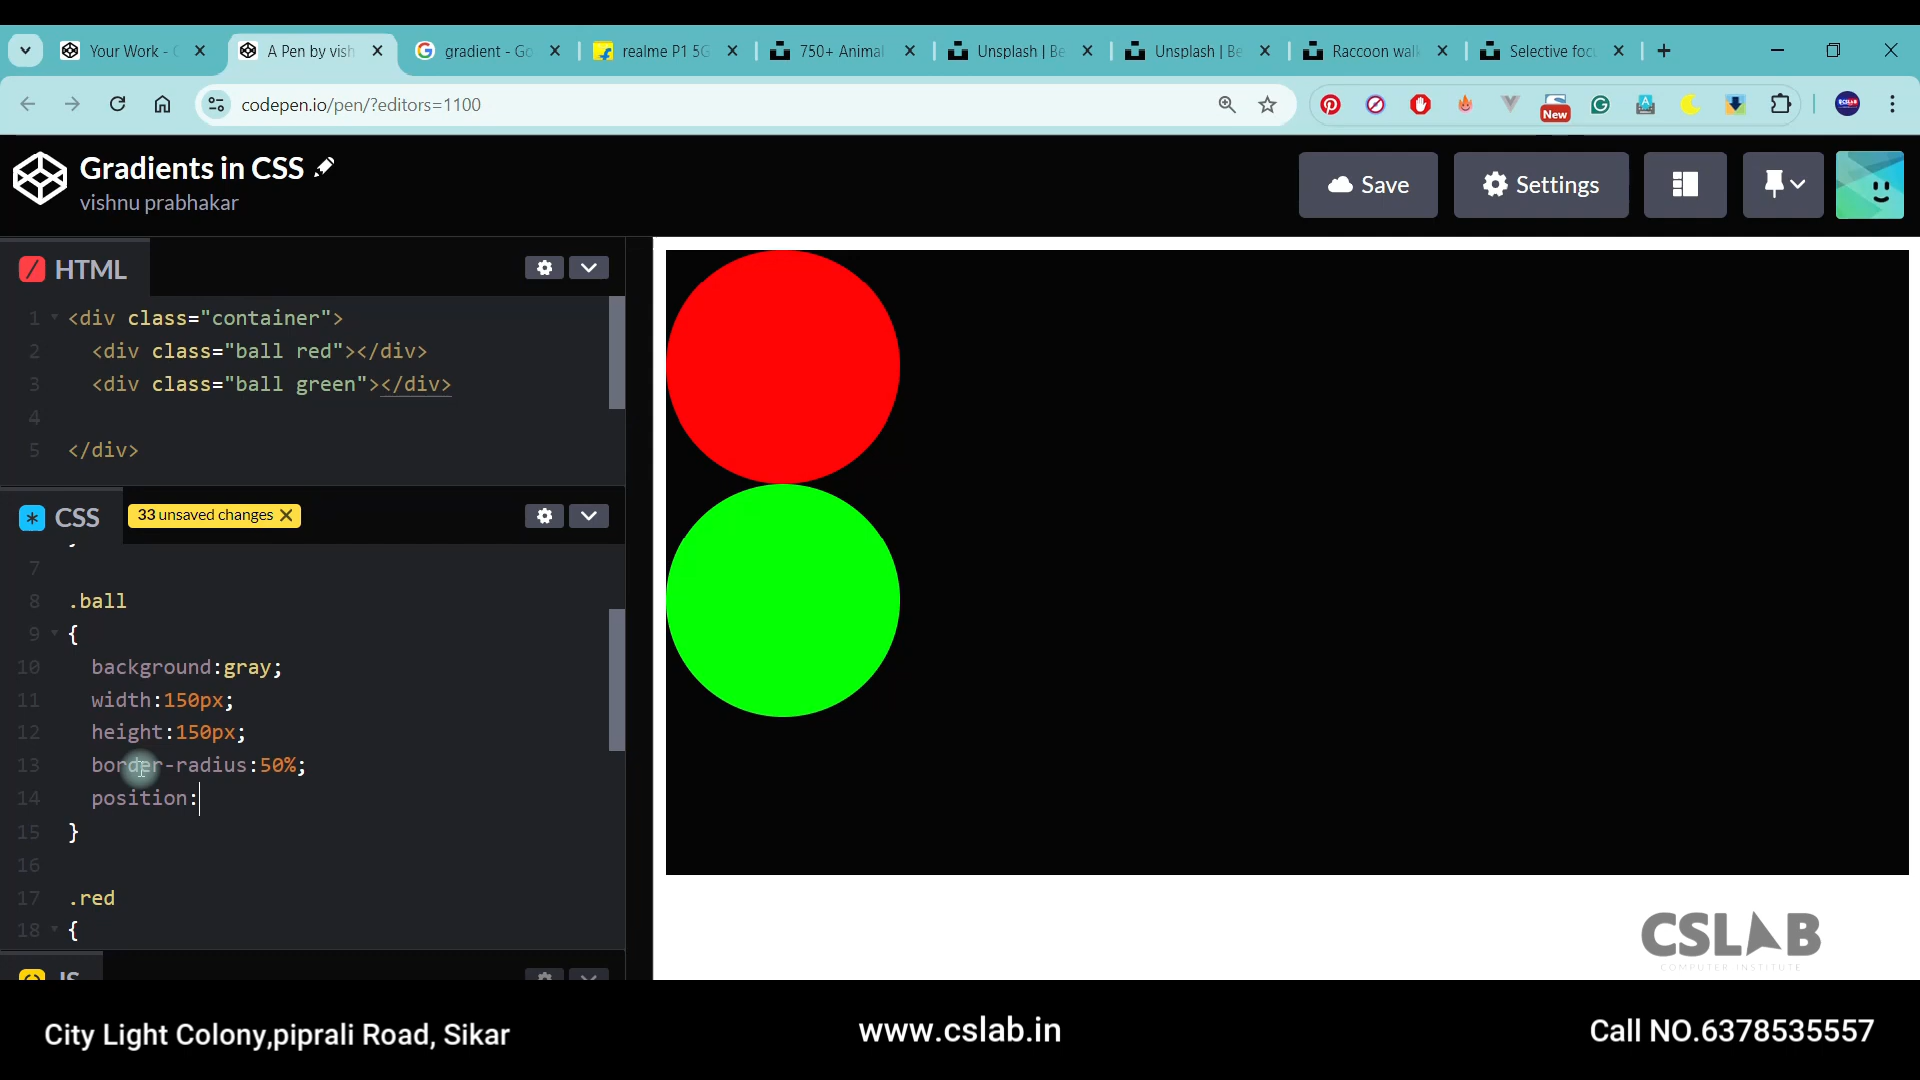 Your Work - C
A Pen by vish
gradient - Go
realme P1 5G
750+ Animal
Unsplash | Be
Unsplash | Be
Raccoon walk
Selective foc
codepen.io/pen/?editors=1100
New
Gradients in CSS
vishnu prabhakar
Save
Settings
HTML
1 <div class="container">
2 <div class="ball red"></div>
3 <div class="ball green"></div>
4
5 </div>
CSS
33 unsaved changes
7
8 .ball
9 {
10 background:gray;
11 width:150px;
12 height:150px;
13 border-radius:50%;
14 position:
15 }
16
17 .red
18 {
JS
CSLAB
COMPUTER INSTITUTE
City Light Colony,piprali Road, Sikar
www.cslab.in
Call NO.6378535557